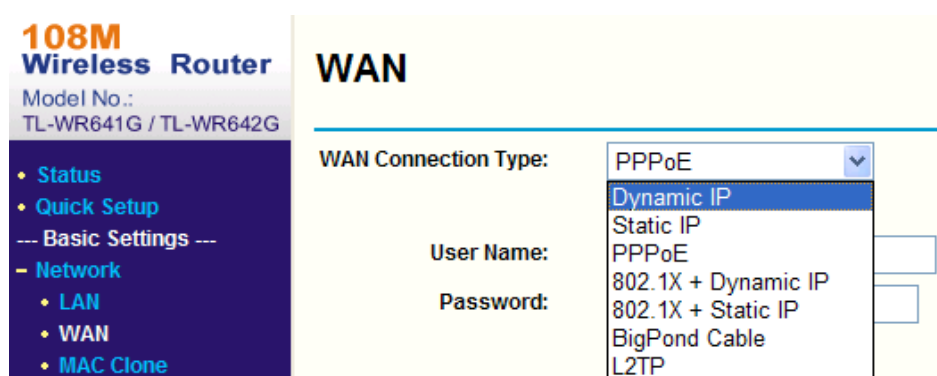 108M
Wireless Router
Model No.:
TL-WR641G / TL-WR642G
• Status
• Quick Setup
--- Basic Settings ---
– Network
• LAN
• WAN
• MAC Clone
WAN
WAN Connection Type:
PPPoE
Dynamic IP
Static IP
PPPoE
802.1X + Dynamic IP
802.1X + Static IP
BigPond Cable
L2TP
User Name:
Password: